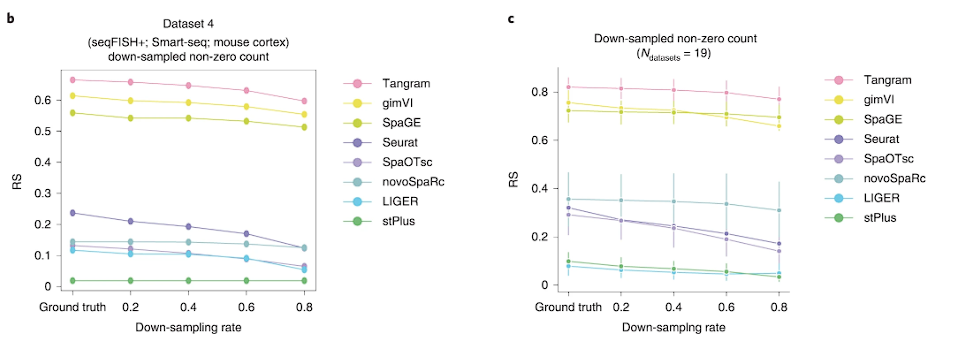 b
Dataset 4
(seqFISH+; Smart-seq; mouse cortex)
down-sampled non-zero count
0.6
0.5
0.4
0.3
0.2
0.1
0
RS
Ground truth 0.2 0.4 0.6 0.8
Down-sampling rate
Tangram
gimVI
SpaGE
Seurat
SpaOTsc
novoSpaRc
LIGER
stPlus
c
Down-sampled non-zero count
(Ndatasets = 19)
0.8
0.6
0.4
0.2
0
RS
Ground truth 0.2 0.4 0.6 0.8
Down-sampling rate
Tangram
gimVI
SpaGE
Seurat
SpaOTsc
novoSpaRc
LIGER
stPlus